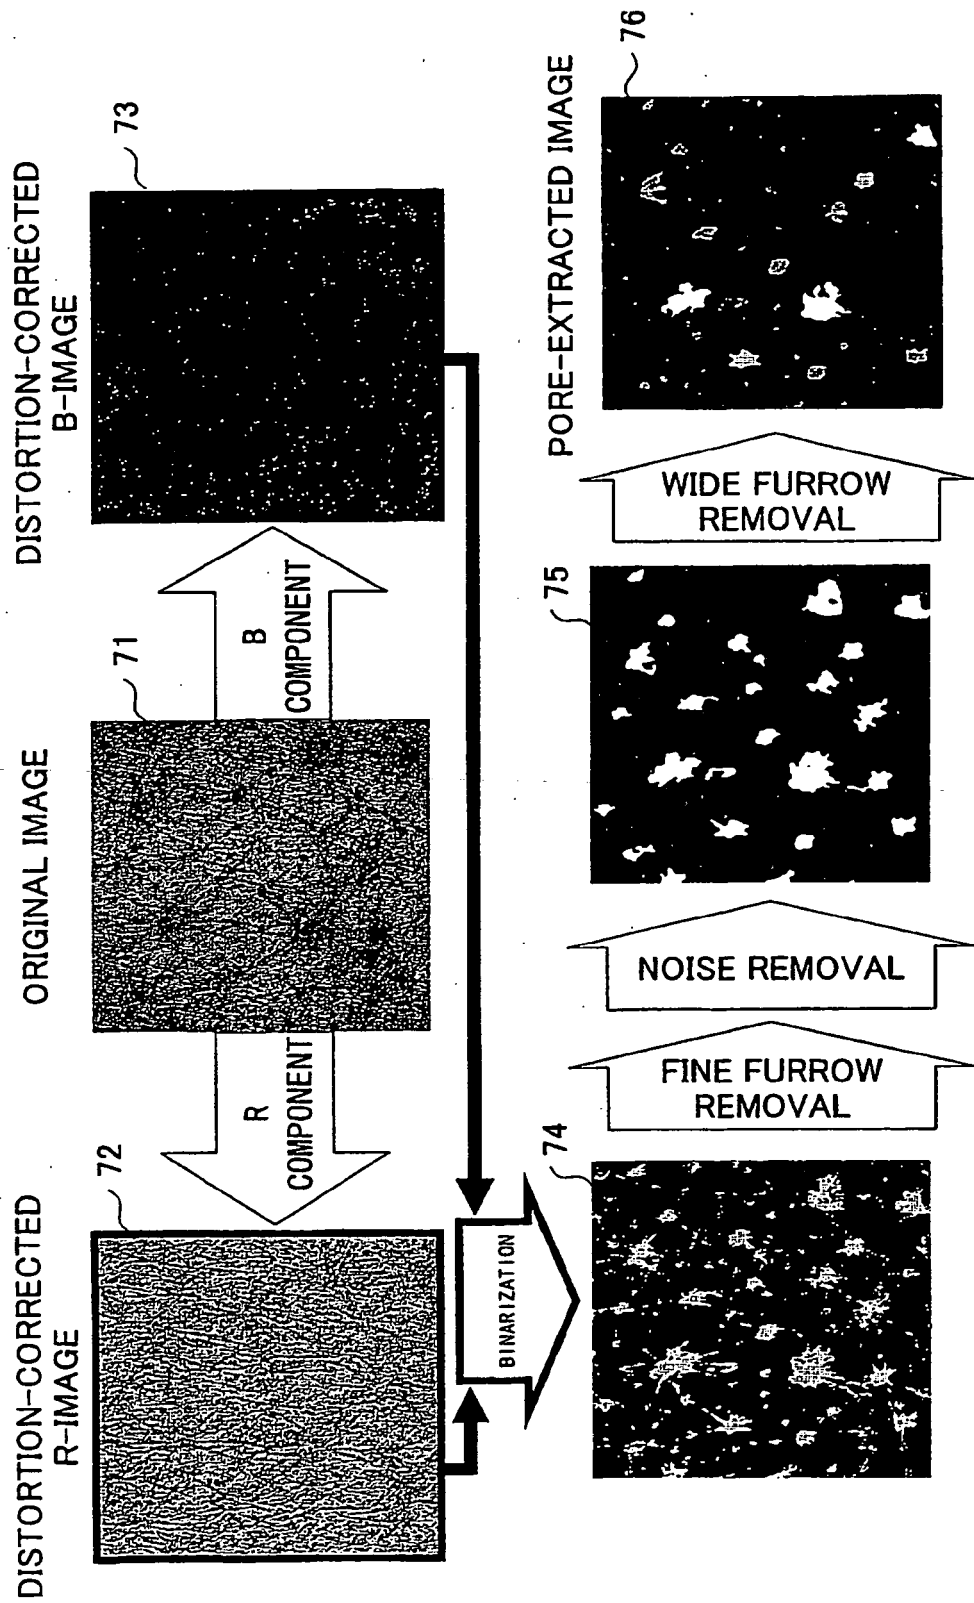 DISTORTION-CORRECTED
R-IMAGE
72
ORIGINAL IMAGE
71
DISTORTION-CORRECTED
B-IMAGE
73
R
COMPONENT
B
COMPONENT
BINARIZATION
74
FINE FURROW
REMOVAL
NOISE REMOVAL
75
WIDE FURROW
REMOVAL
PORE-EXTRACTED IMAGE
76